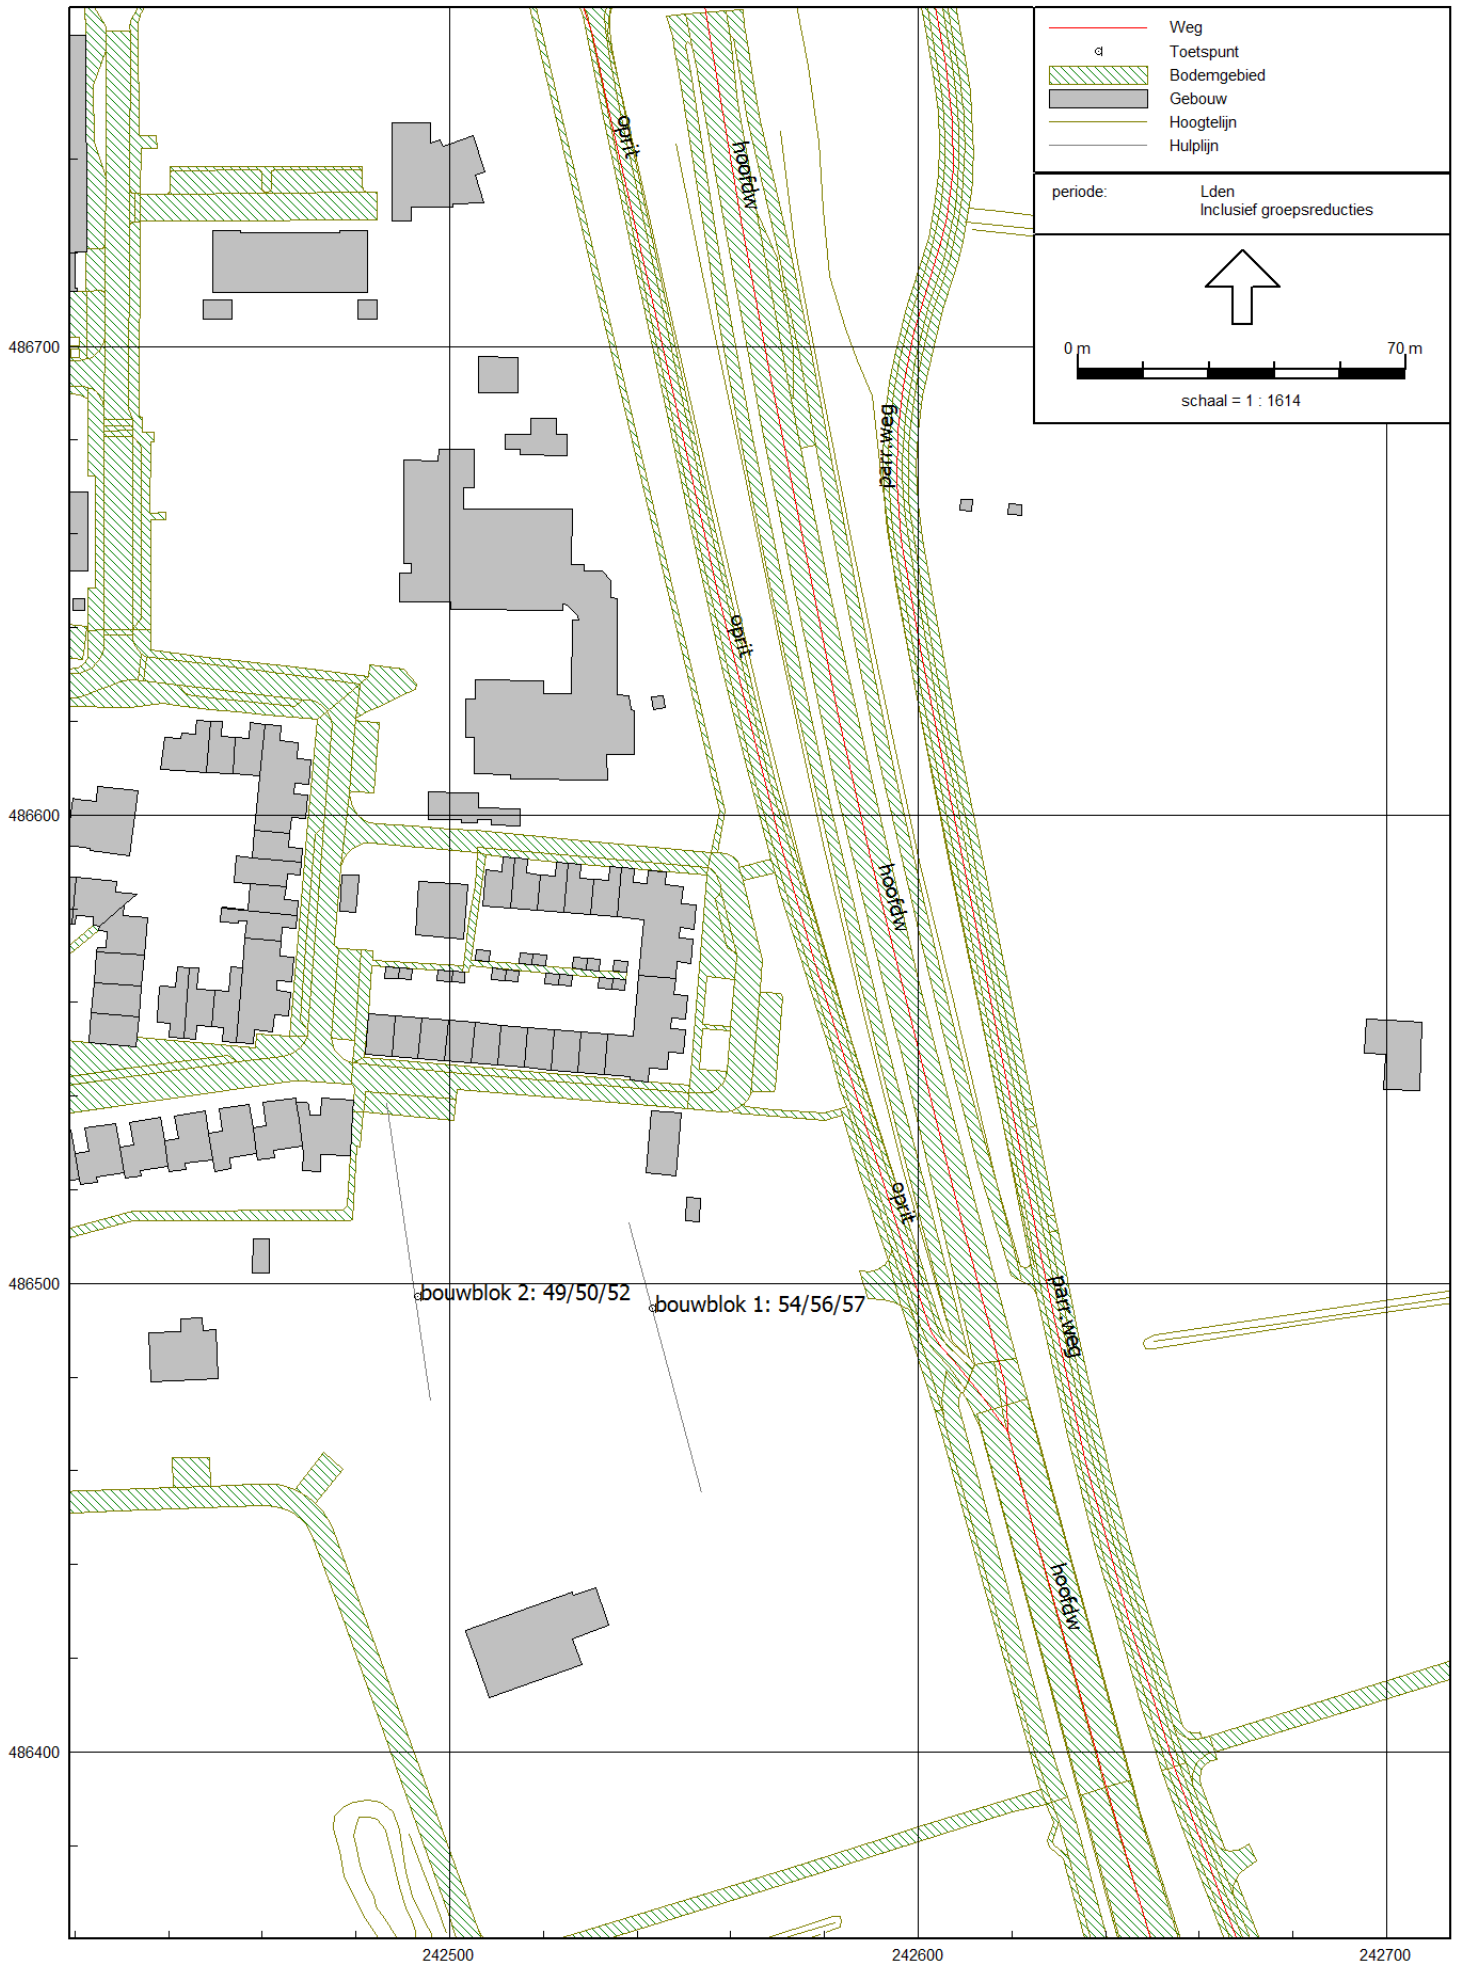 Weg
Toetspunt
Bodemgebied
Gebouw
Hoogtelijn
Hulplijn
periode: Lden
Inclusief groepsreducties
0 m 70 m
schaal = 1 : 1614
oprit
hoofdw
486700
parr.weg
oprit
486600
hoofdw
oprit
486500
bouwblok 2: 49/50/52
bouwblok 1: 54/56/57
parr.weg
hoofdw
486400
242500
242600
242700